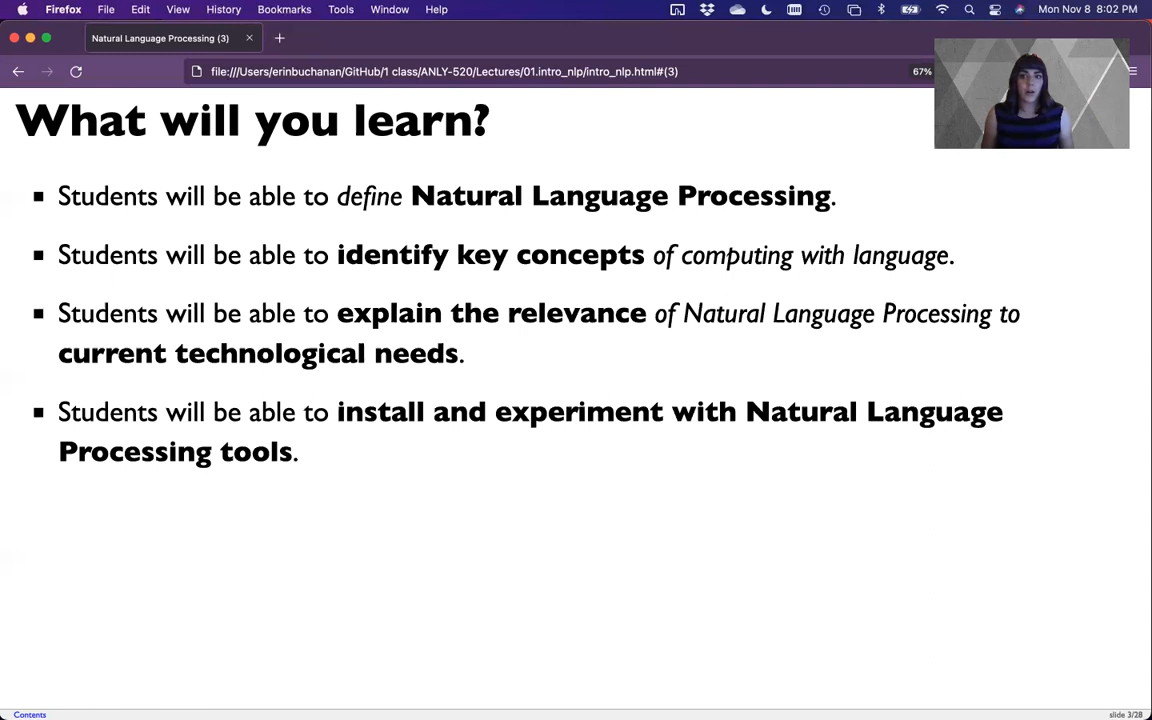 Firefox File Edit View History Bookmarks Tools Window Help Mon Nov 8 8:02 PM
Natural Language Processing (3)
file:///Users/erinbuchanan/GitHub/1 class/ANLY-520/Lectures/01.intro_nlp/intro_nlp.html#(3) 67%
What will you learn?
Students will be able to define Natural Language Processing.
Students will be able to identify key concepts of computing with language.
Students will be able to explain the relevance of Natural Language Processing to
current technological needs.
Students will be able to install and experiment with Natural Language
Processing tools.
Contents slide 3/28